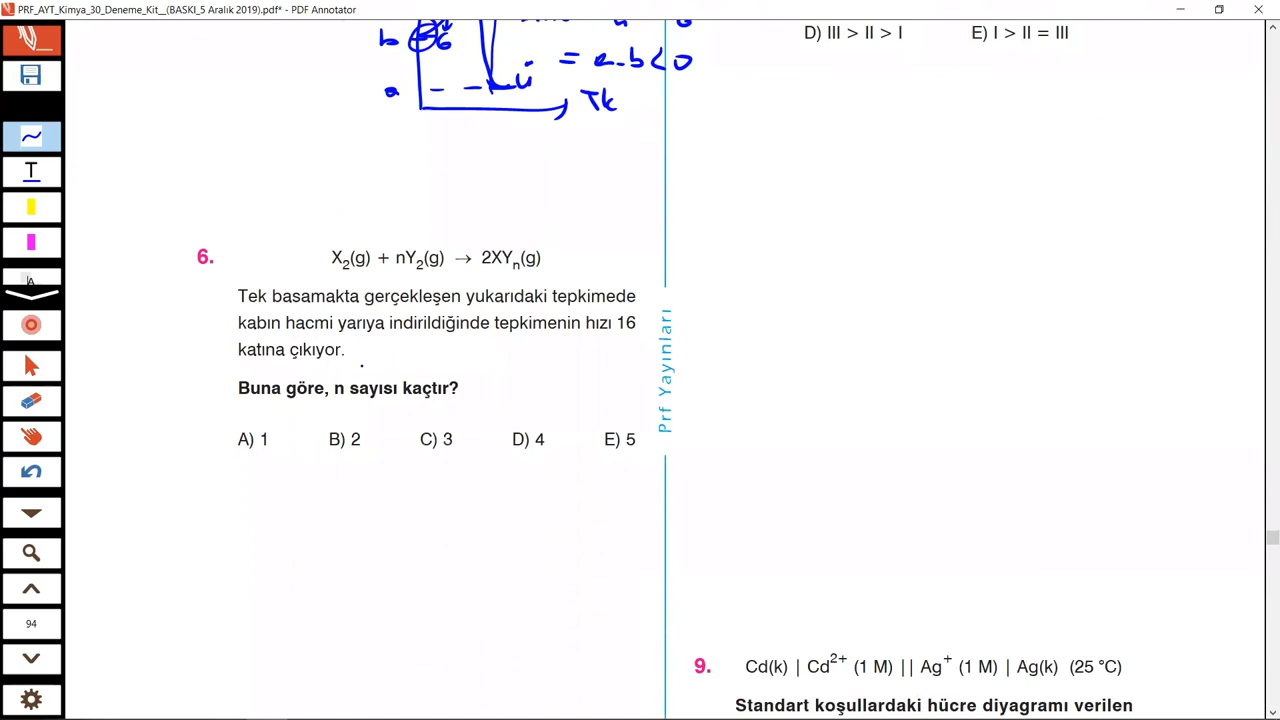 PRF_AYT_Kimya_30_Deneme_Kit__(BASKI_5 Aralık 2019).pdf* - PDF Annotator
b
6
ü
= a-b < 0
a
Tk
D) III > II > I E) I > II = III
T
A
94
6. X2(g) + nY2(g) → 2XYn(g)
Tek basamakta gerçekleşen yukarıdaki tepkimede
kabın hacmi yarıya indirildiğinde tepkimenin hızı 16
katına çıkıyor.
Buna göre, n sayısı kaçtır?
A) 1 B) 2 C) 3 D) 4 E) 5
Prf Yayınları
9. Cd(k) | Cd2+ (1 M) || Ag+ (1 M) | Ag(k) (25 °C)
Standart koşullardaki hücre diyagramı verilen